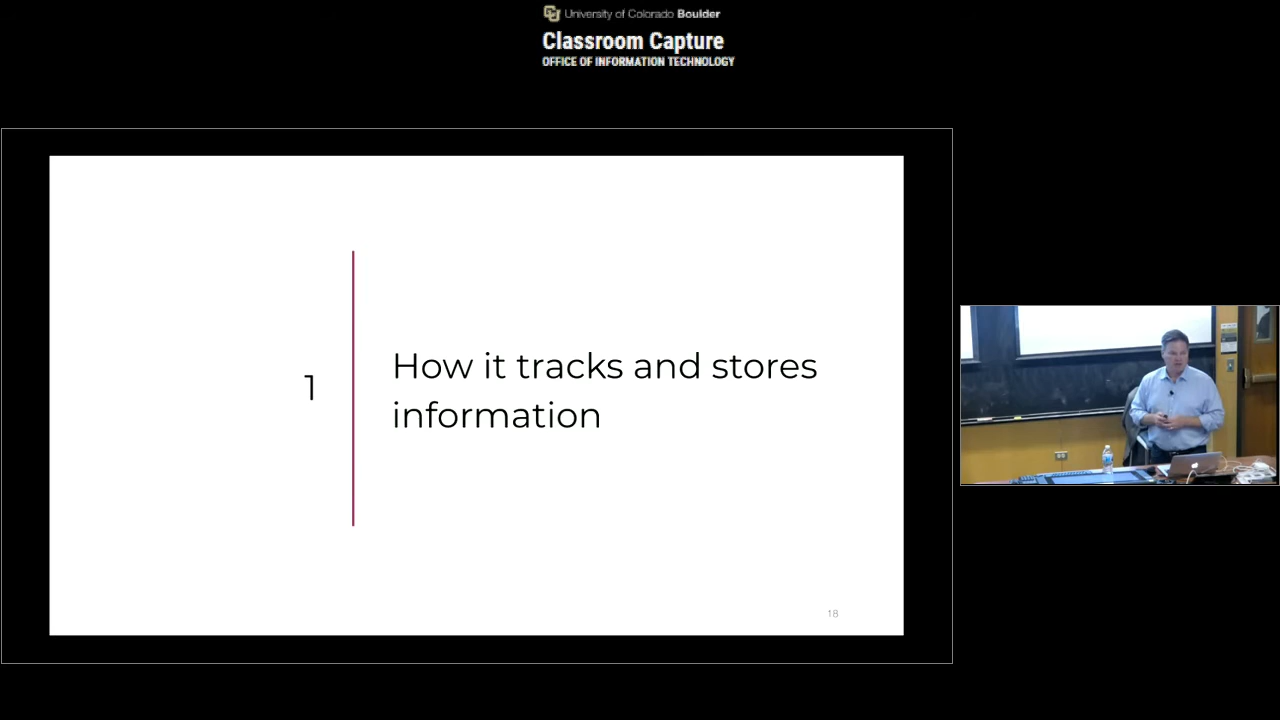 University of Colorado Boulder
Classroom Capture
OFFICE OF INFORMATION TECHNOLOGY
1
How it tracks and stores
information
18